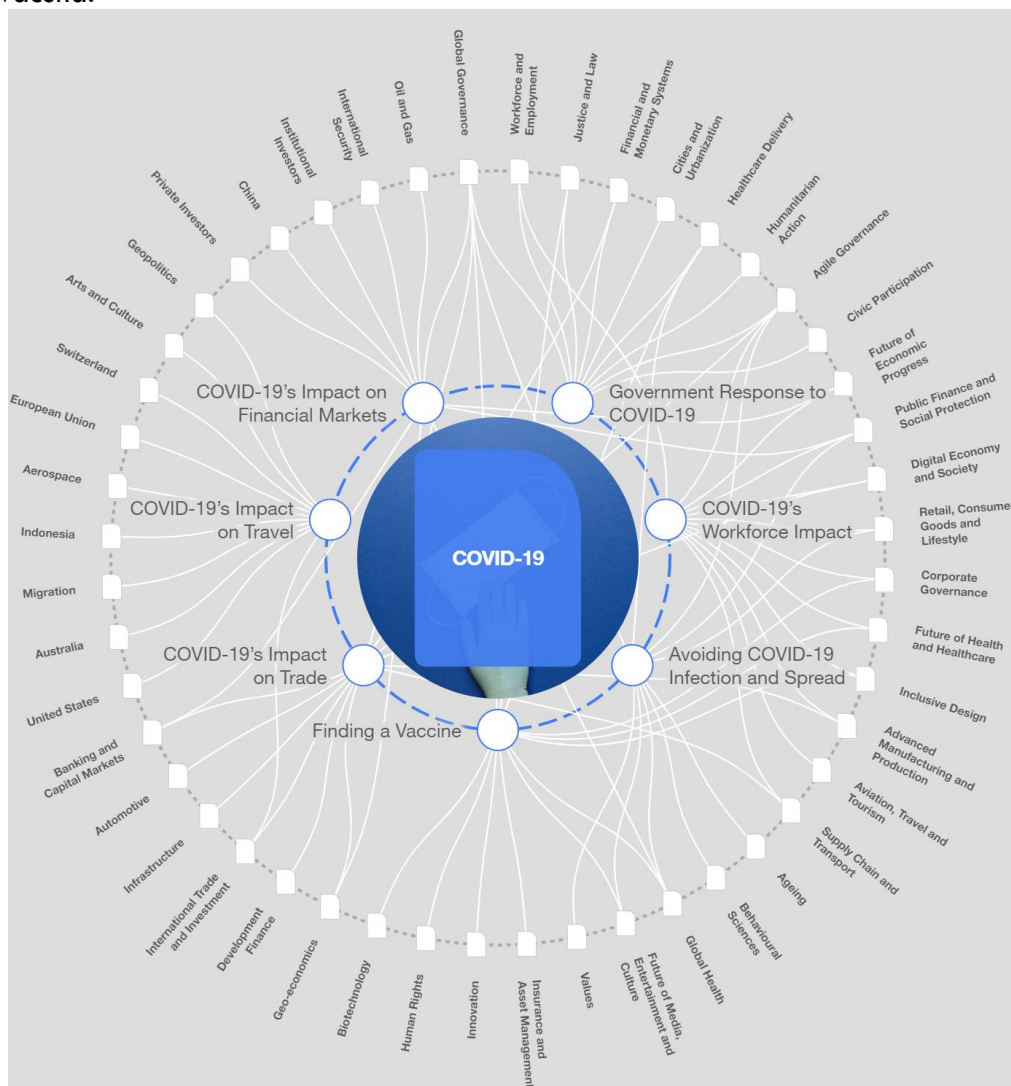 Global Governance
Workforce and
Employment
Justice and Law
Financial and
Monetary Systems
Cities and
Urbanization
Healthcare Delivery
Humanitarian
Action
Agile Governance
Civic Participation
Future of
Economic
Progress
Public Finance and
Social Protection
Digital Economy
and Society
Retail, Consume
Goods and
Lifestyle
Corporate
Governance
Future of Health
and Healthcare
Inclusive Design
Advanced
Manufacturing and
Production
Aviation, Travel and
Tourism
Supply Chain and
Transport
Ageing
Behavioural
Sciences
Global Health
Future of Media,
Entertainment and
Culture
Values
Insurance and
Asset Management
Innovation
Human Rights
Biotechnology
Geo-economics
Development
Finance
International Trade
and Investment
Infrastructure
Automotive
Banking and
Capital Markets
United States
Australia
Migration
Indonesia
Aerospace
European Union
Switzerland
Arts and Culture
Geopolitics
Private Investors
China
Institutional
Investors
International
Security
Oil and Gas
COVID-19's Impact on
Financial Markets
Government Response to
COVID-19
COVID-19's Impact
on Travel
COVID-19's
Workforce Impact
COVID-19
COVID-19's Impact
on Trade
Avoiding COVID-19
Infection and Spread
Finding a Vaccine